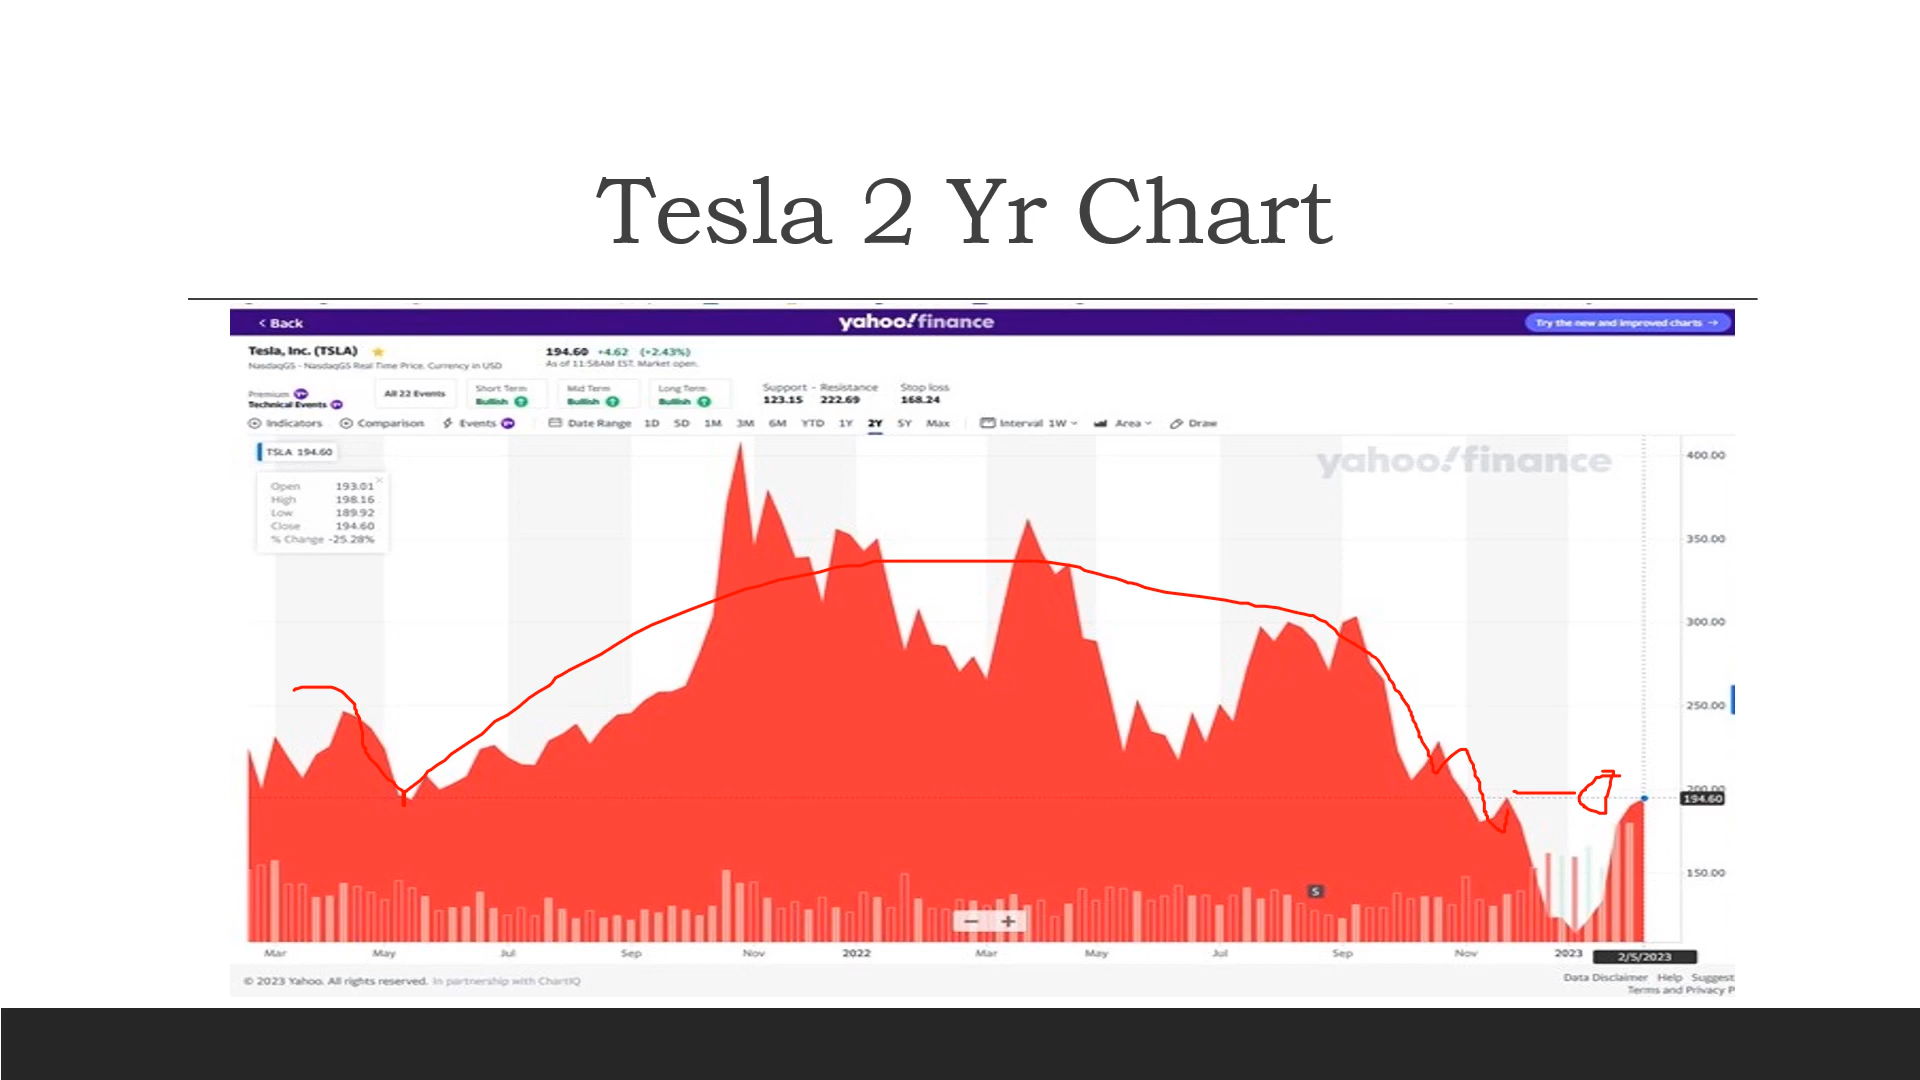 Tesla 2 Yr Chart
< Back
yahoo!finance
Try the new and improved charts →
Tesla, Inc. (TSLA)
194.60 +4.62 (+2.43%)
NasdaqGS - NasdaqGS Real Time Price. Currency in USD
As of 11:58AM EST. Market open.
Premium Y+
Technical Events Y+
All 22 Events
Short Term
Bullish
Mid Term
Bullish
Long Term
Bullish
Support - Resistance
123.15 222.69
Stop loss
168.24
Indicators Comparison Events Y+ Date Range 1D 5D 1M 3M 6M YTD 1Y 2Y 5Y Max Interval 1W Area Draw
TSLA 194.60
Open 193.01
High 198.16
Low 189.92
Close 194.60
% Change -25.28%
yahoo!finance
400.00
350.00
300.00
250.00
200.00
194.60
150.00
S
− +
Mar May Jul Sep Nov 2022 Mar May Jul Sep Nov 2023 2/5/2023
© 2023 Yahoo. All rights reserved. In partnership with ChartIQ
Data Disclaimer Help Suggest
Terms and Privacy P